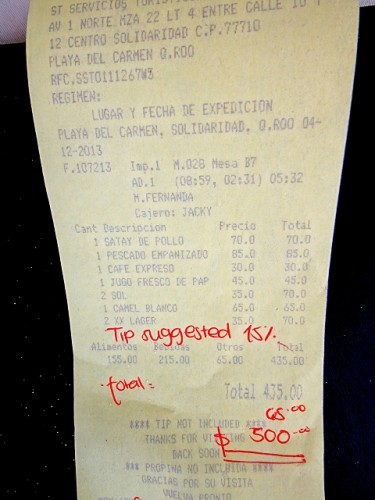 ST SERVICIOS
AV 1 NORTE MZA 22 LT 4 ENTRE CALLE 10 Y
12 CENTRO SOLIDARIDAD C.P.77710
PLAYA DEL CARMEN Q,ROO
RFC,SST0111267W3
REGIMEN:
LUGAR Y FECHA DE EXPEDICION
PLAYA DEL CARMEN, SOLIDARIDAD, Q,ROO 04-
12-2013
F.107213 Imp.1 M.02B Mesa B7
AD.1 (08:59, 02:31) 05:32
M.FERNANDA
Cajero: JACKY
Cant Descripcion Precio Total
1 SATAY DE POLLO 70.0 70.0
1 PESCADO EMPANIZADO 85.0 85.0
1 CAFE EXPRESO 30.0 30.0
1 JUGO FRESCO DE PAP 45.0 45.0
2 SOL 35.0 70.0
1 CAMEL BLANCO 65.0 65.0
2 XX LAGER 35.0 70.0
Tip suggested 15%
Alimentos Bebidas Otros Total
155.00 215.00 65.00 435.00
total:
Total 435.00
65.00
**** TIP NOT INCLUDED ****
THANKS FOR VISITING
$ 500.00
BACK SOON
*** PROPINA NO INCLUIDA ***
GRACIAS POR SU VISITA
VUELVA PRONTO